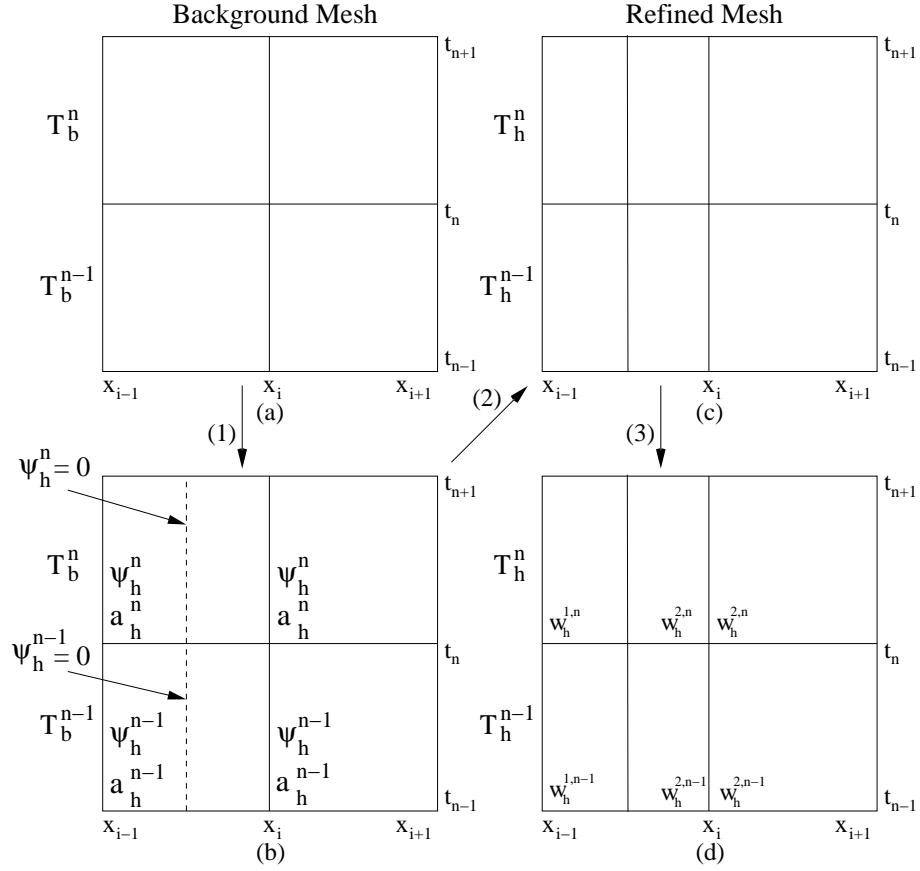 Background Mesh
Refined Mesh
t_{n+1}
T_b^n
t_n
T_b^{n−1}
t_{n−1}
x_{i−1} x_i x_{i+1}
(a)
t_{n+1}
T_h^n
t_n
T_h^{n−1}
t_{n−1}
x_{i−1} x_i x_{i+1}
(c)
(1)
(2)
(3)
ψ_h^n = 0
t_{n+1}
T_b^n
ψ_h^n ψ_h^n
a_h^n a_h^n
ψ_h^{n−1} = 0
t_n
T_b^{n−1}
ψ_h^{n−1} ψ_h^{n−1}
a_h^{n−1} a_h^{n−1}
t_{n−1}
x_{i−1} x_i x_{i+1}
(b)
t_{n+1}
T_h^n
w_h^{1,n} w_h^{2,n} w_h^{2,n}
t_n
T_h^{n−1}
w_h^{1,n−1} w_h^{2,n−1} w_h^{2,n−1}
t_{n−1}
x_{i−1} x_i x_{i+1}
(d)